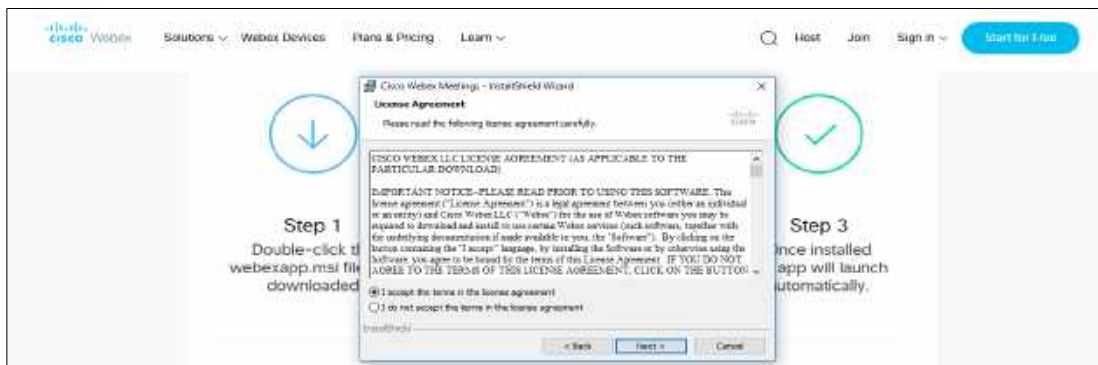 cisco Webex Solutions Webex Devices Plans & Pricing Learn Host Join Sign in Start for Free
Cisco Webex Meetings - InstallShield Wizard
License Agreement
Please read the following license agreement carefully.
CISCO
CISCO WEBEX LLC LICENSE AGREEMENT (AS APPLICABLE TO THE
PARTICULAR DOWNLOAD)
IMPORTANT NOTICE--PLEASE READ PRIOR TO USING THIS SOFTWARE. This
license agreement ("License Agreement") is a legal agreement between you (either an individual
or an entity) and Cisco Webex LLC ("Webex") for the use of Webex software you may be
required to download and install to use certain Webex services (such software, together with
the underlying documentation if made available to you, the "Software"). By clicking on the
button containing the "I accept" language, by installing the Software or by otherwise using the
Software, you agree to be bound by the terms of this License Agreement. IF YOU DO NOT
AGREE TO THE TERMS OF THIS LICENSE AGREEMENT, CLICK ON THE BUTTON
I accept the terms in the license agreement
I do not accept the terms in the license agreement
InstallShield
< Back Next > Cancel
Step 1
Double-click t
webexapp.msi file
downloaded
Step 3
Once installed
app will launch
automatically.